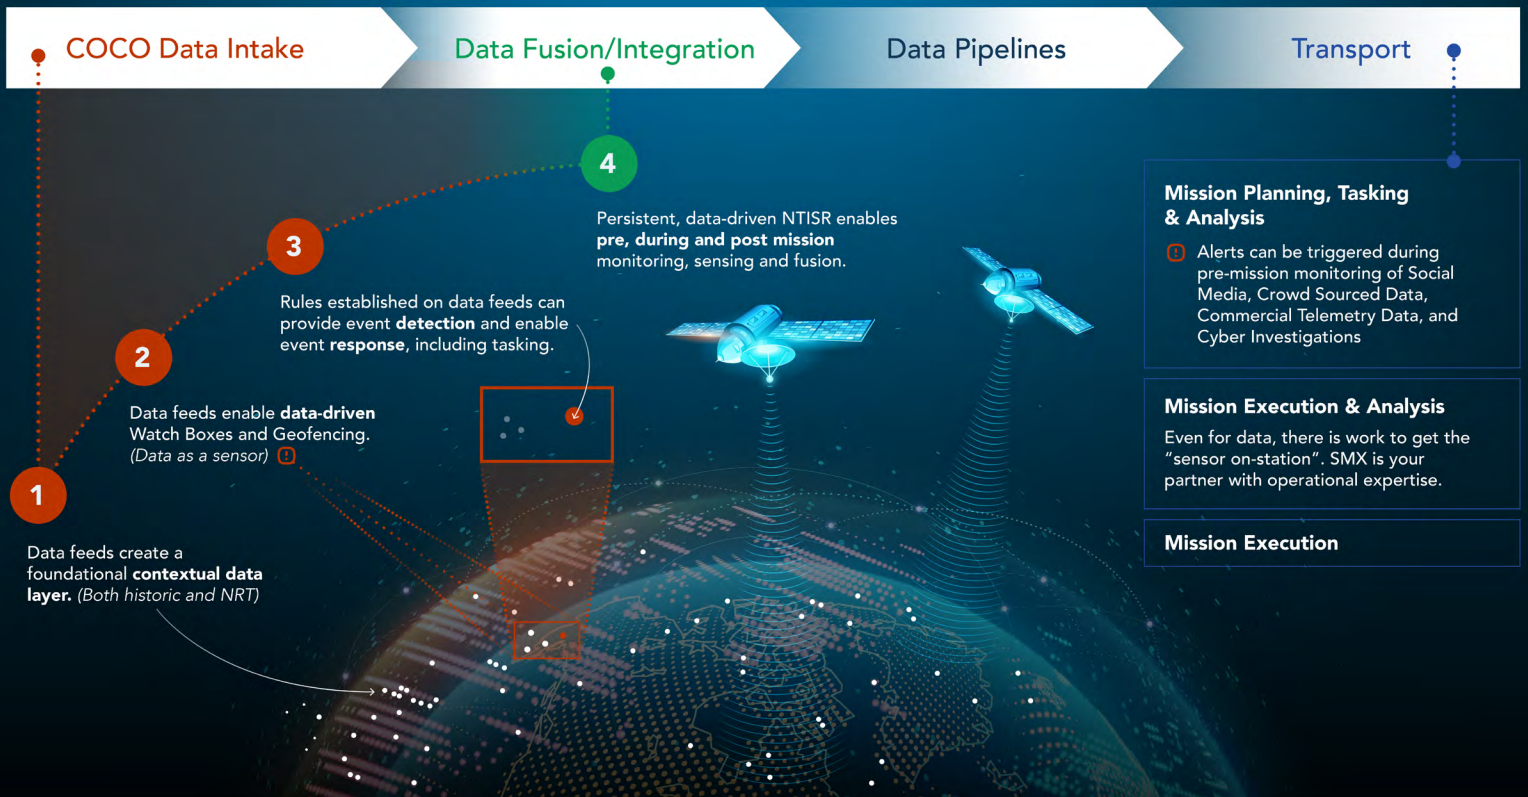 COCO Data Intake
Data Fusion/Integration
Data Pipelines
Transport
1
Data feeds create a
foundational contextual data
layer. (Both historic and NRT)
2
Data feeds enable data-driven
Watch Boxes and Geofencing.
(Data as a sensor) !
3
Rules established on data feeds can
provide event detection and enable
event response, including tasking.
4
Persistent, data-driven NTISR enables
pre, during and post mission
monitoring, sensing and fusion.
Mission Planning, Tasking
& Analysis
! Alerts can be triggered during
pre-mission monitoring of Social
Media, Crowd Sourced Data,
Commercial Telemetry Data, and
Cyber Investigations
Mission Execution & Analysis
Even for data, there is work to get the
“sensor on-station”. SMX is your
partner with operational expertise.
Mission Execution